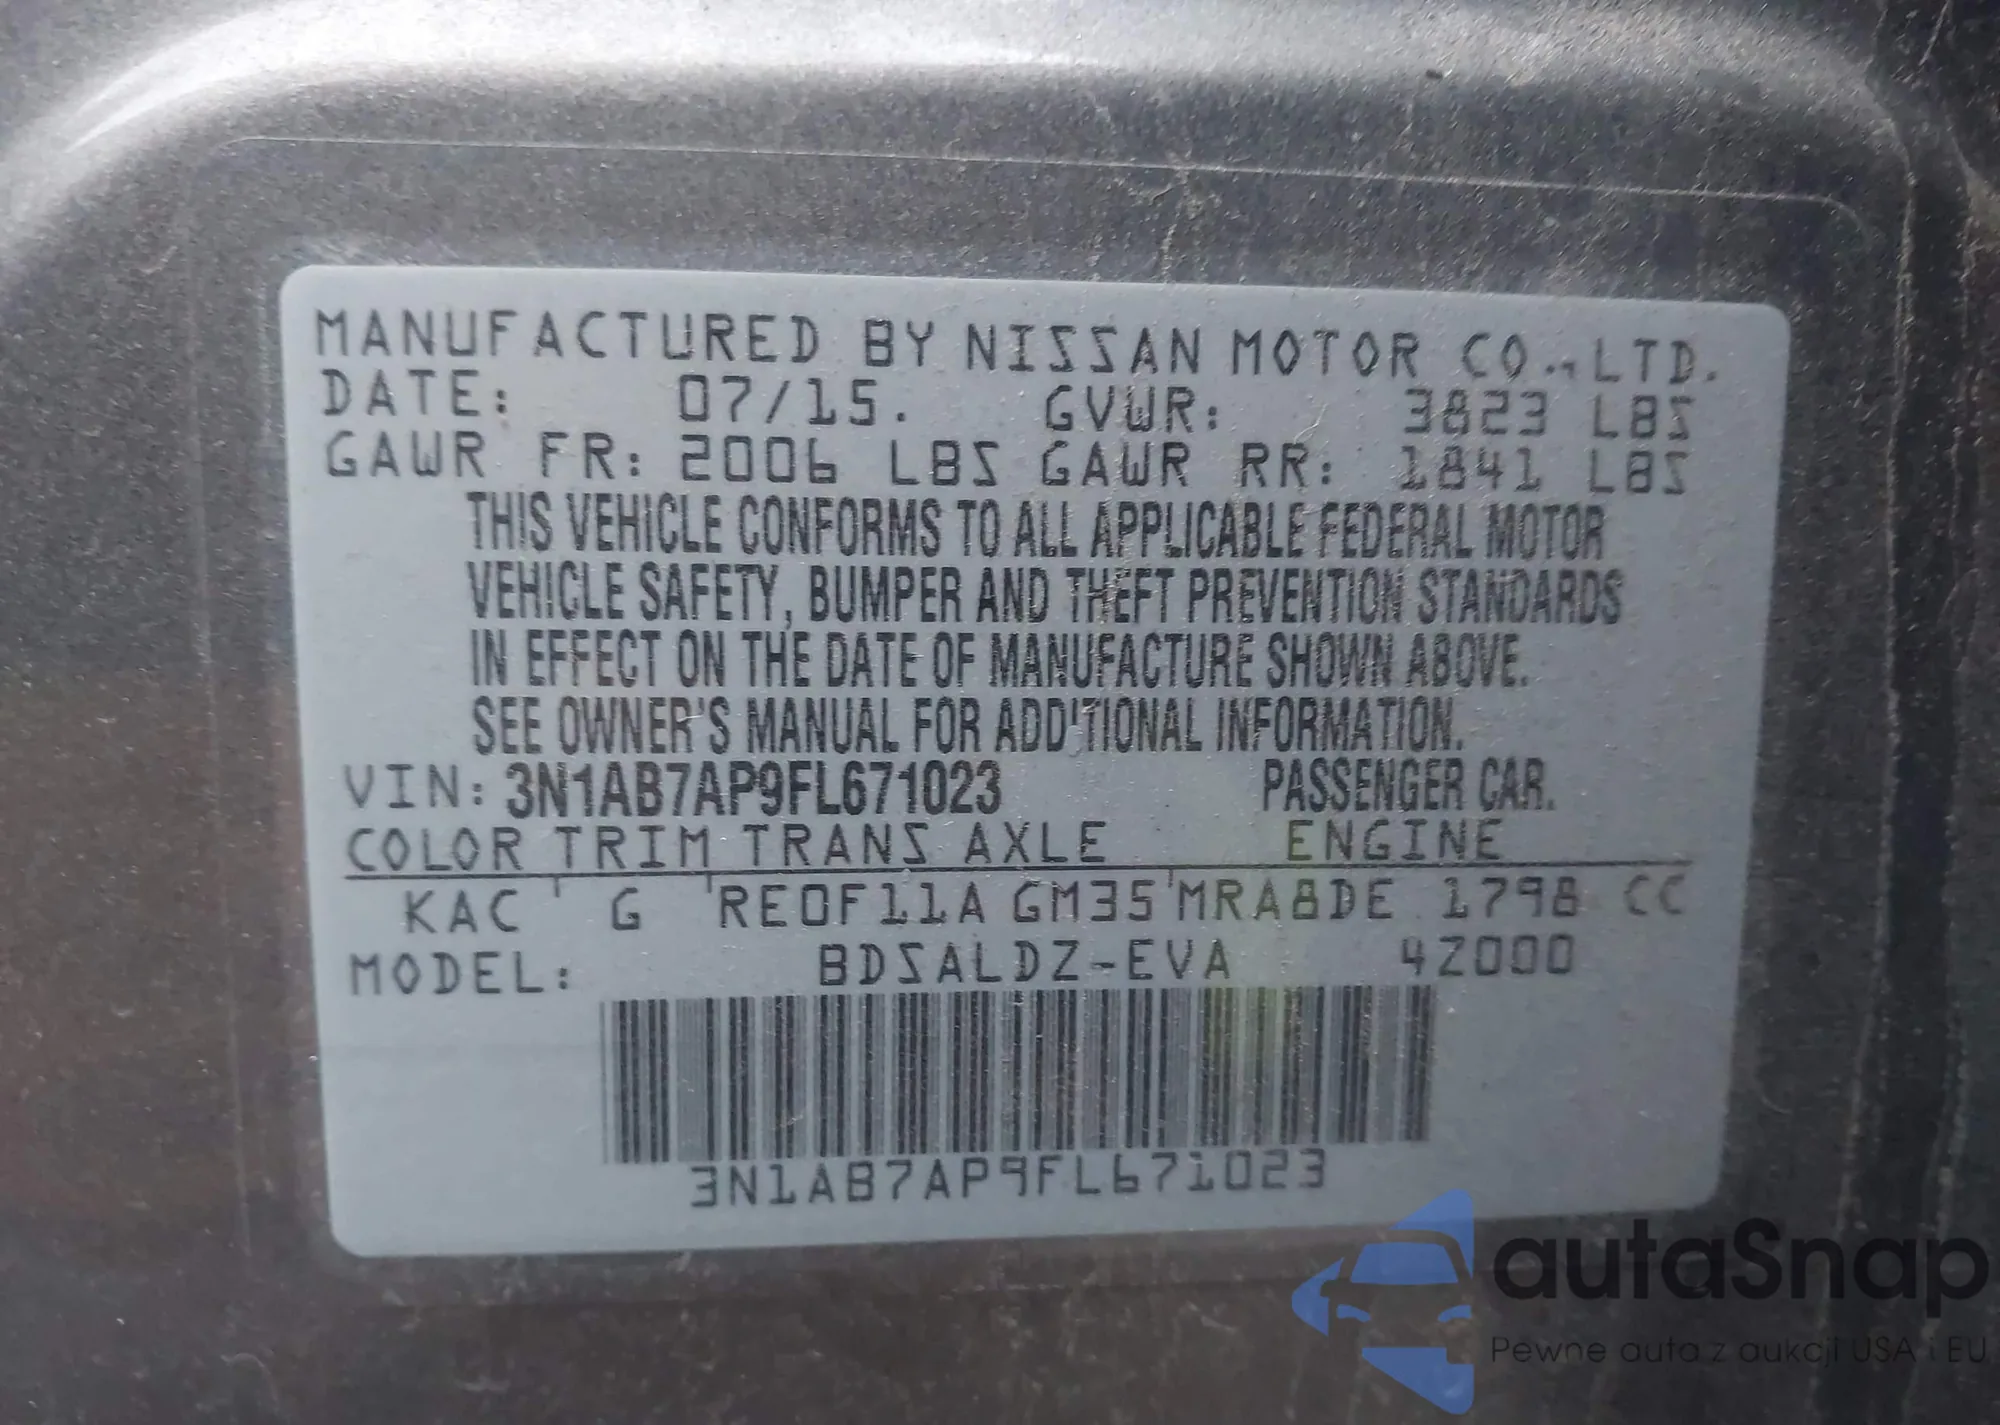 MANUFACTURED BY NISSAN MOTOR CO.,LTD.
DATE: 07/15. GVWR: 3823 LBS
GAWR FR: 2006 LBS GAWR RR: 1841 LBS
THIS VEHICLE CONFORMS TO ALL APPLICABLE FEDERAL MOTOR
VEHICLE SAFETY, BUMPER AND THEFT PREVENTION STANDARDS
IN EFFECT ON THE DATE OF MANUFACTURE SHOWN ABOVE.
SEE OWNER'S MANUAL FOR ADDITIONAL INFORMATION.
VIN: 3N1AB7AP9FL671023 PASSENGER CAR.
COLOR TRIM TRANS AXLE ENGINE
KAC G RE0F11A GM35 MRA8DE 1798 CC
MODEL: BDSALDZ-EVA 4Z000
3N1AB7AP9FL671023
autaSnap
Pewne auta z aukcji USA i EU